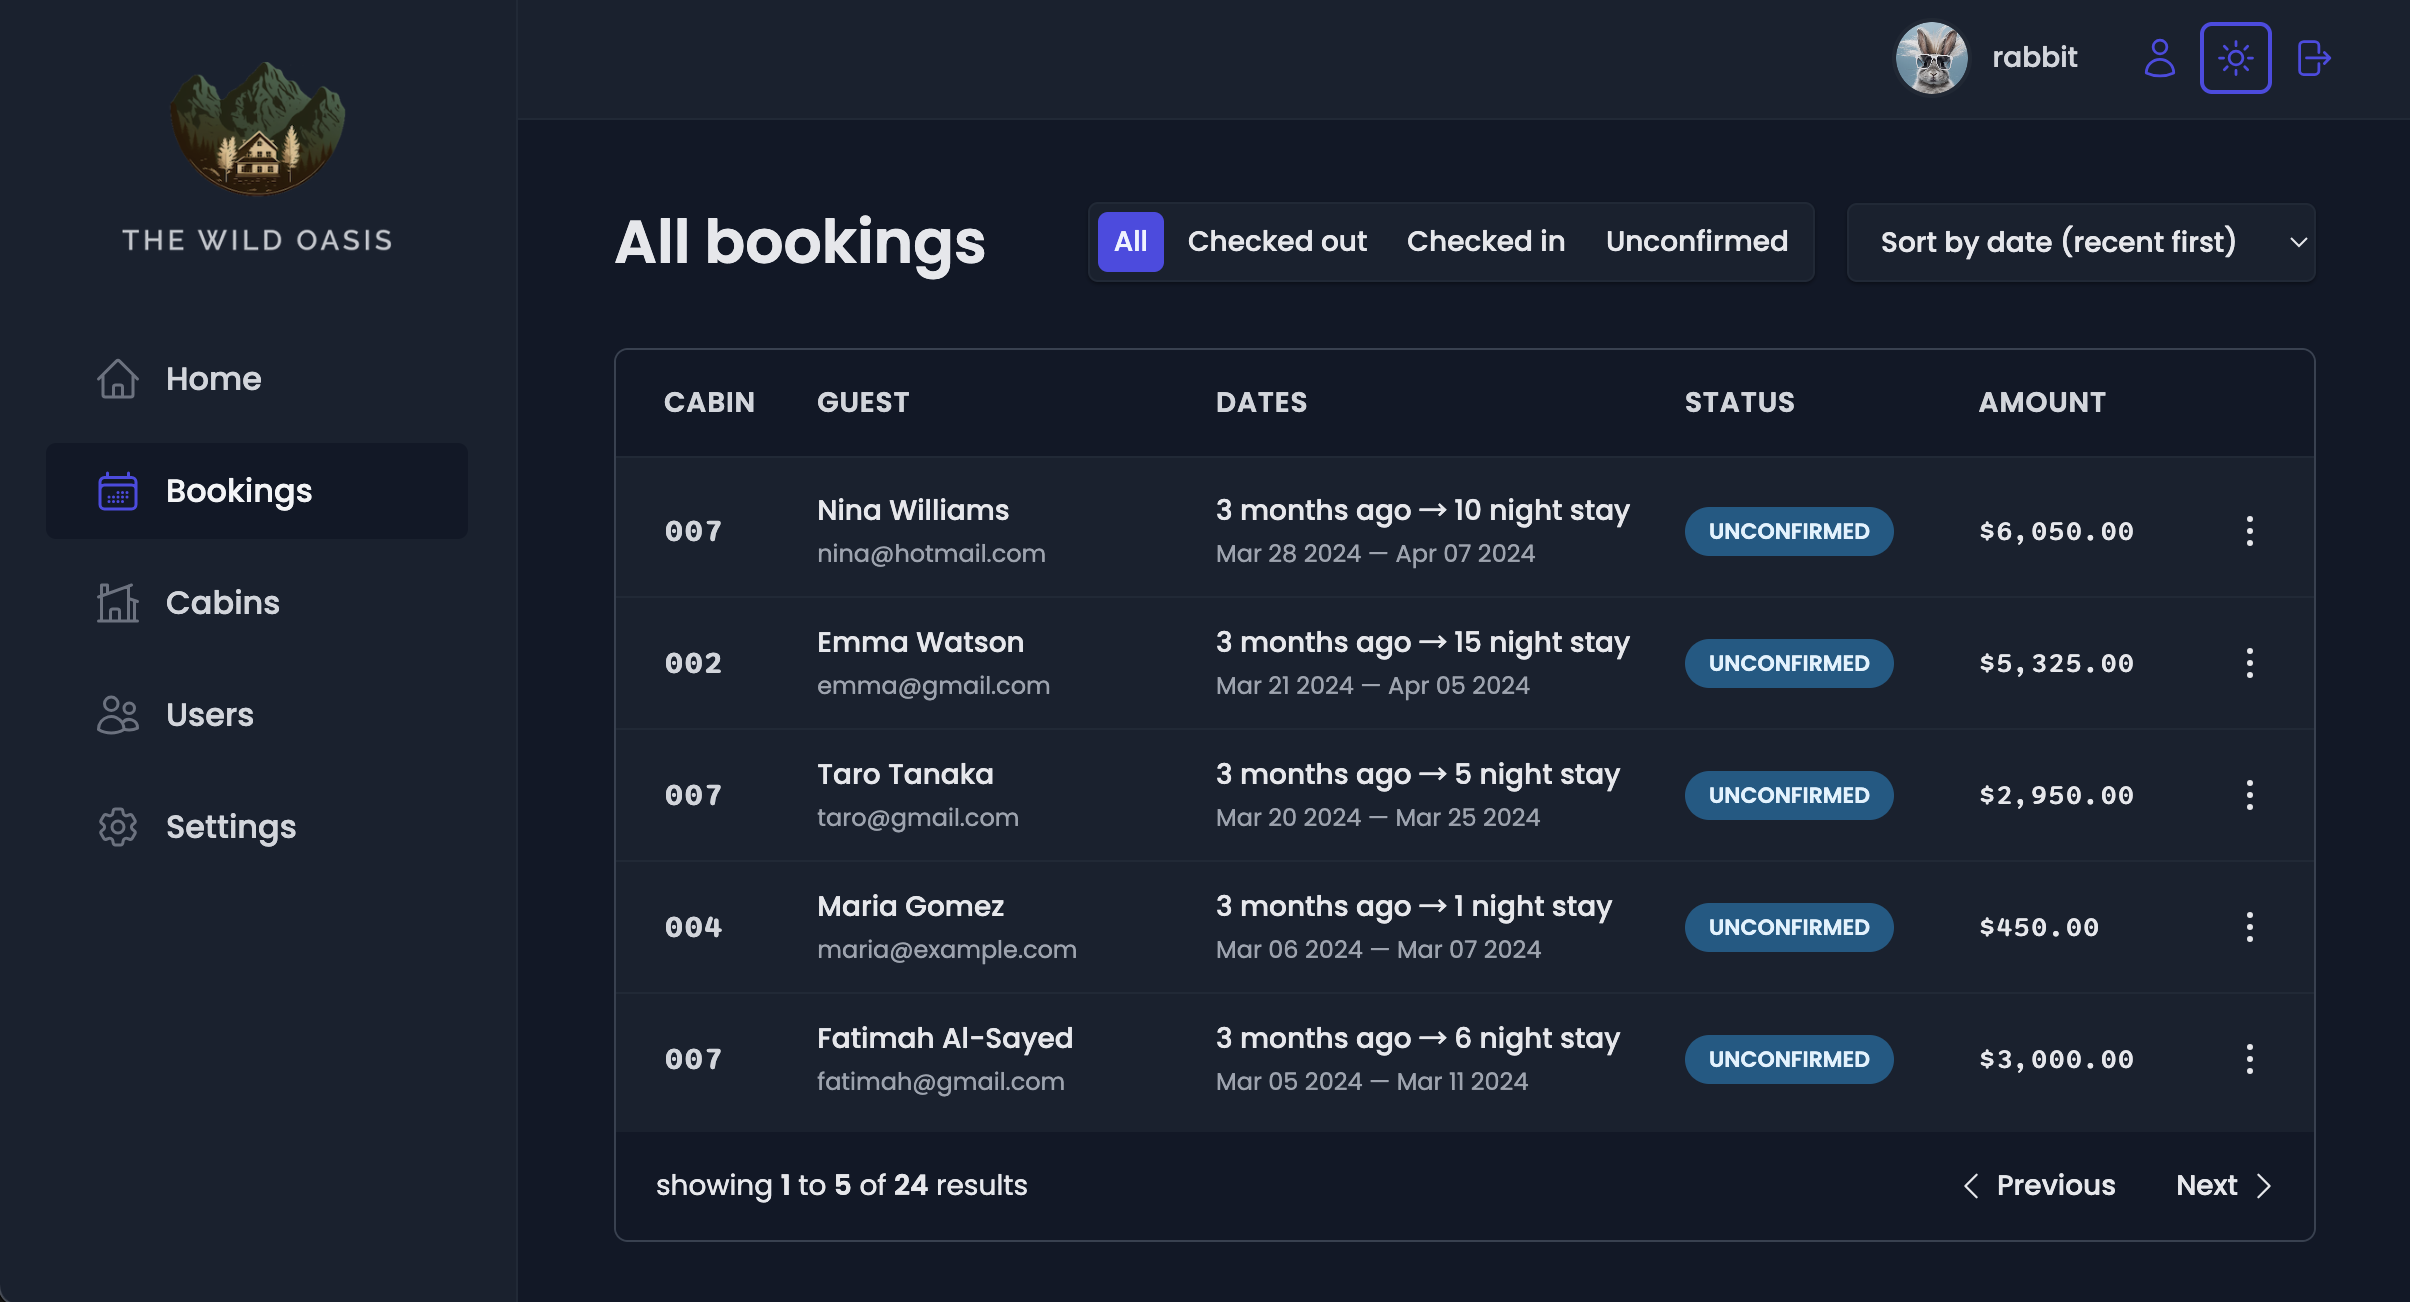 THE WILD OASIS
Home
Bookings
Cabins
Users
Settings
rabbit
All bookings
All Checked out Checked in Unconfirmed
Sort by date (recent first)
CABIN GUEST DATES STATUS AMOUNT
007 Nina Williams 3 months ago → 10 night stay UNCONFIRMED $6,050.00
nina@hotmail.com Mar 28 2024 — Apr 07 2024
002 Emma Watson 3 months ago → 15 night stay UNCONFIRMED $5,325.00
emma@gmail.com Mar 21 2024 — Apr 05 2024
007 Taro Tanaka 3 months ago → 5 night stay UNCONFIRMED $2,950.00
taro@gmail.com Mar 20 2024 — Mar 25 2024
004 Maria Gomez 3 months ago → 1 night stay UNCONFIRMED $450.00
maria@example.com Mar 06 2024 — Mar 07 2024
007 Fatimah Al-Sayed 3 months ago → 6 night stay UNCONFIRMED $3,000.00
fatimah@gmail.com Mar 05 2024 — Mar 11 2024
showing 1 to 5 of 24 results
Previous Next